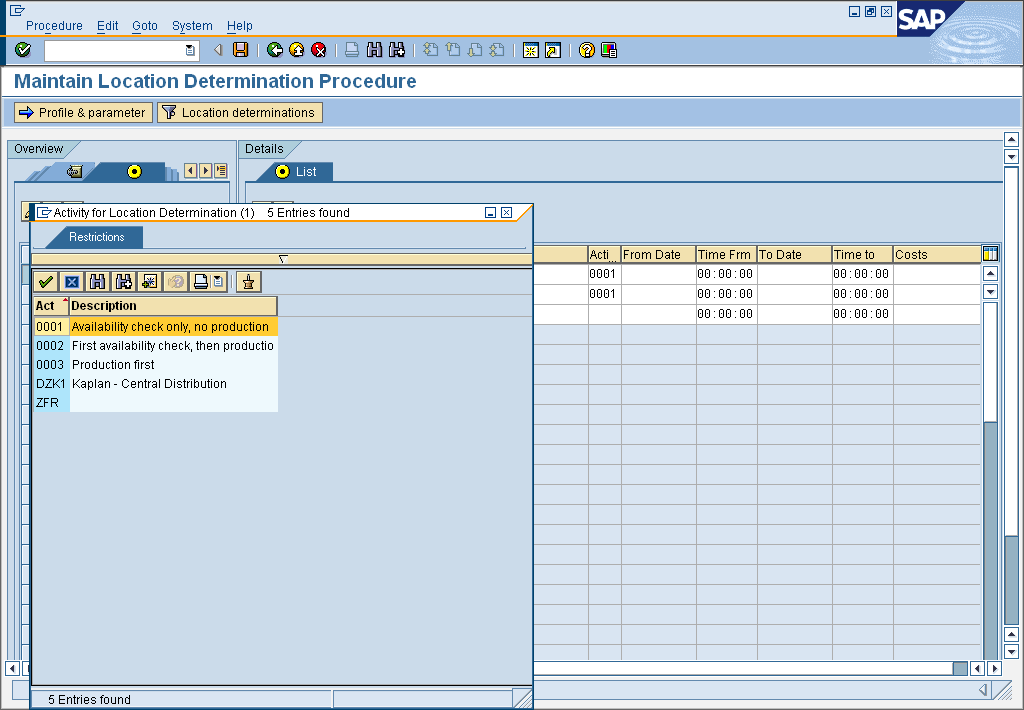 Procedure Edit Goto System Help
SAP
Maintain Location Determination Procedure
Profile & parameter Location determinations
Overview Details
List
Activity for Location Determination (1) 5 Entries found
Restrictions
Acti.. From Date Time Frm To Date Time to Costs
0001 00:00:00 00:00:00
0001 00:00:00 00:00:00
00:00:00 00:00:00
Act Description
0001 Availability check only, no production
0002 First availability check, then productio
0003 Production first
DZK1 Kaplan - Central Distribution
ZFR
5 Entries found